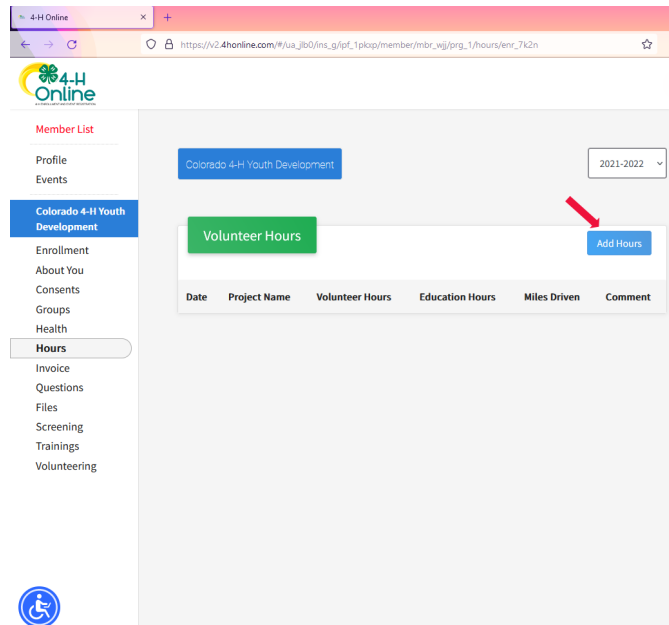 4-H Online
https://v2.4honline.com/#/ua_jlb0/ins_g/ipf_1pkxp/member/mbr_wjj/prg_1/hours/enr_7k2n
4-H
Online
Member List
Profile
Events
Colorado 4-H Youth
Development
Enrollment
About You
Consents
Groups
Health
Hours
Invoice
Questions
Files
Screening
Trainings
Volunteering
Colorado 4-H Youth Development
2021-2022
Volunteer Hours
Add Hours
Date Project Name Volunteer Hours Education Hours Miles Driven Comment